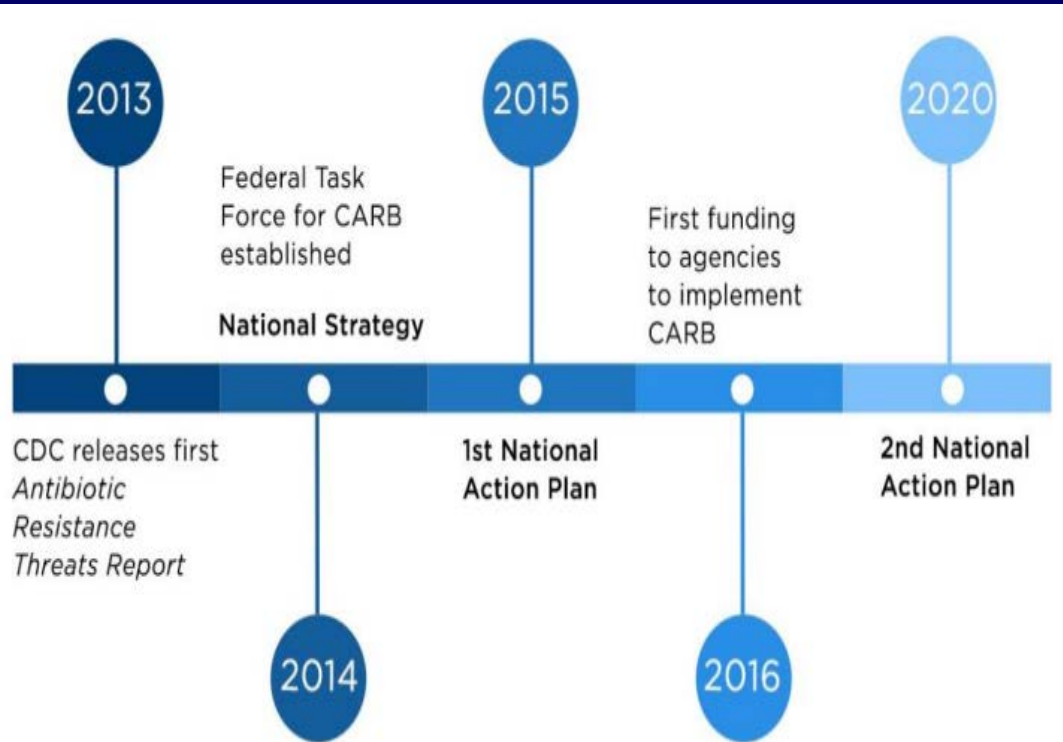 2013
CDC releases first
Antibiotic
Resistance
Threats Report
2014
Federal Task
Force for CARB
established
National Strategy
2015
1st National
Action Plan
2016
First funding
to agencies
to implement
CARB
2020
2nd National
Action Plan